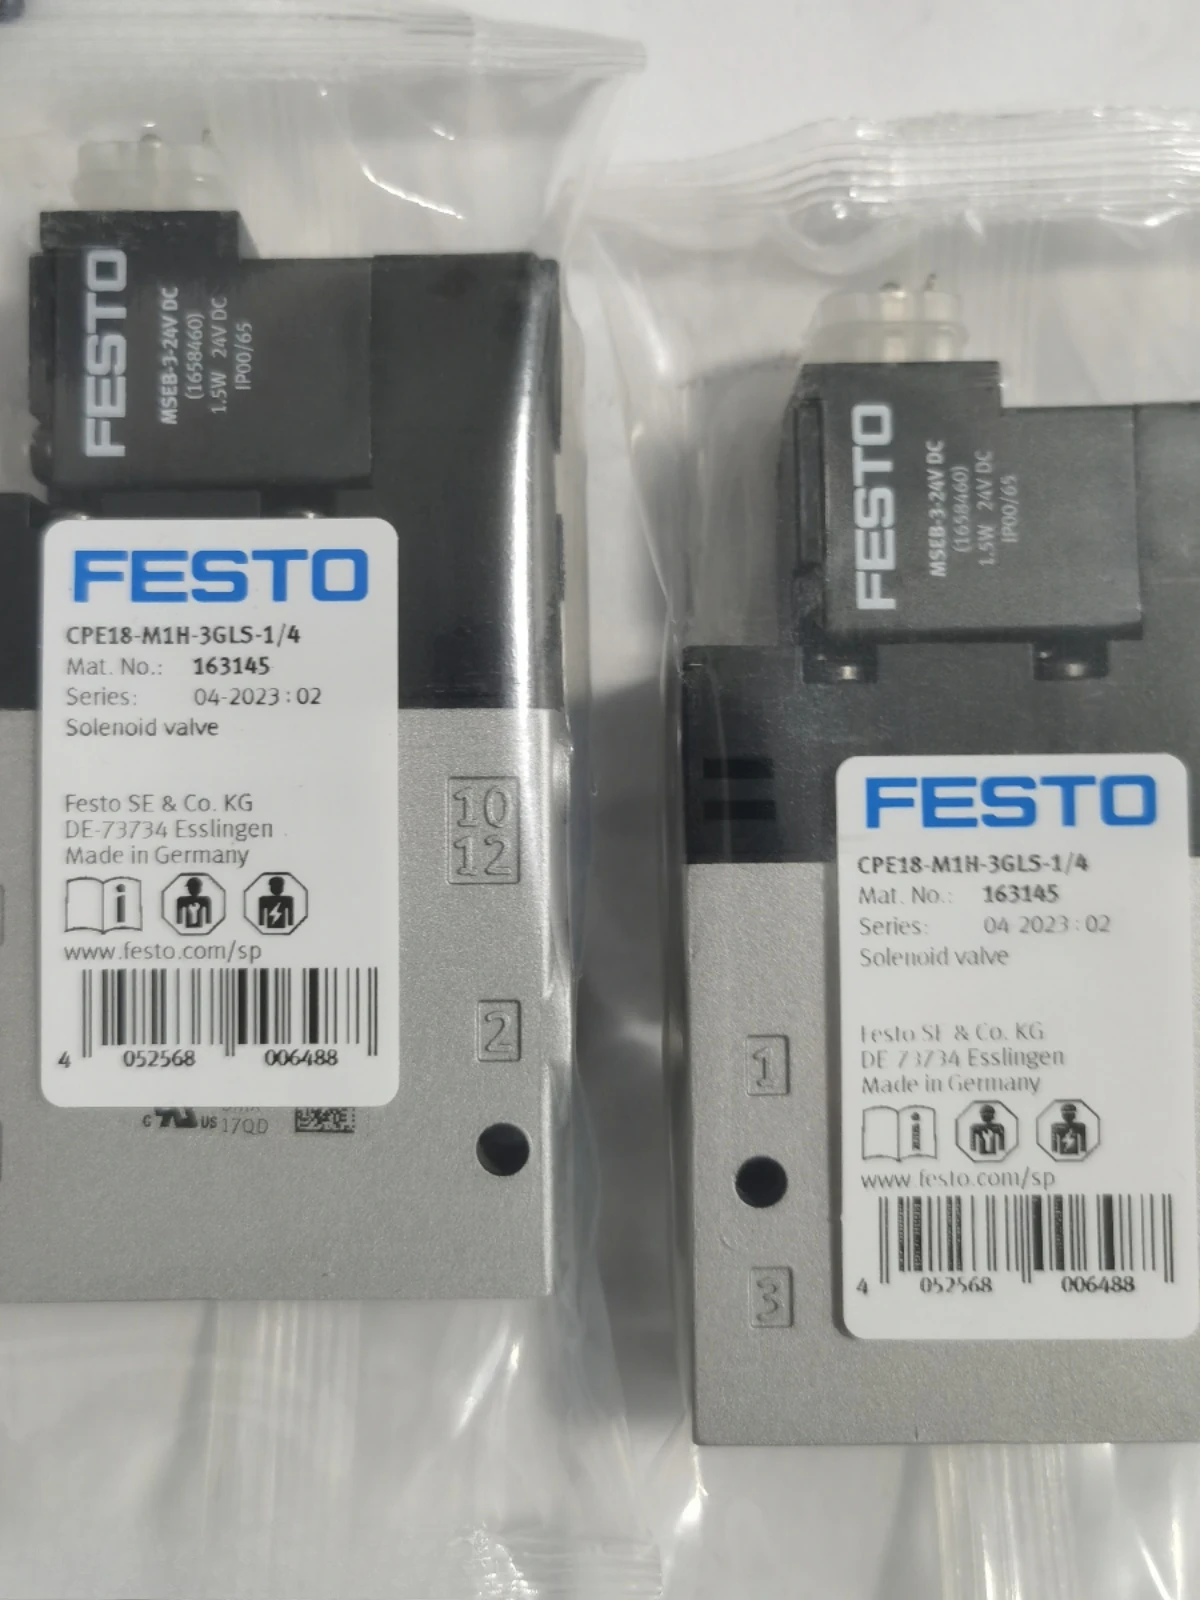 FESTO
MSEB-3-24V DC
(1658460)
1.5W 24V DC
IP00/65
FESTO
CPE18-M1H-3GLS-1/4
Mat. No.: 163145
Series: 04-2023:02
Solenoid valve
Festo SE & Co. KG
DE-73734 Esslingen
Made in Germany
i
www.festo.com/sp
4 052568 006488
C US 17QD
10
12
2
FESTO
MSEB-3-24V DC
(1658460)
1.5W 24V DC
IP00/65
FESTO
CPE18-M1H-3GLS-1/4
Mat. No.: 163145
Series: 04-2023:02
Solenoid valve
Festo SE & Co. KG
DE-73734 Esslingen
Made in Germany
i
www.festo.com/sp
4 052568 006488
1
3